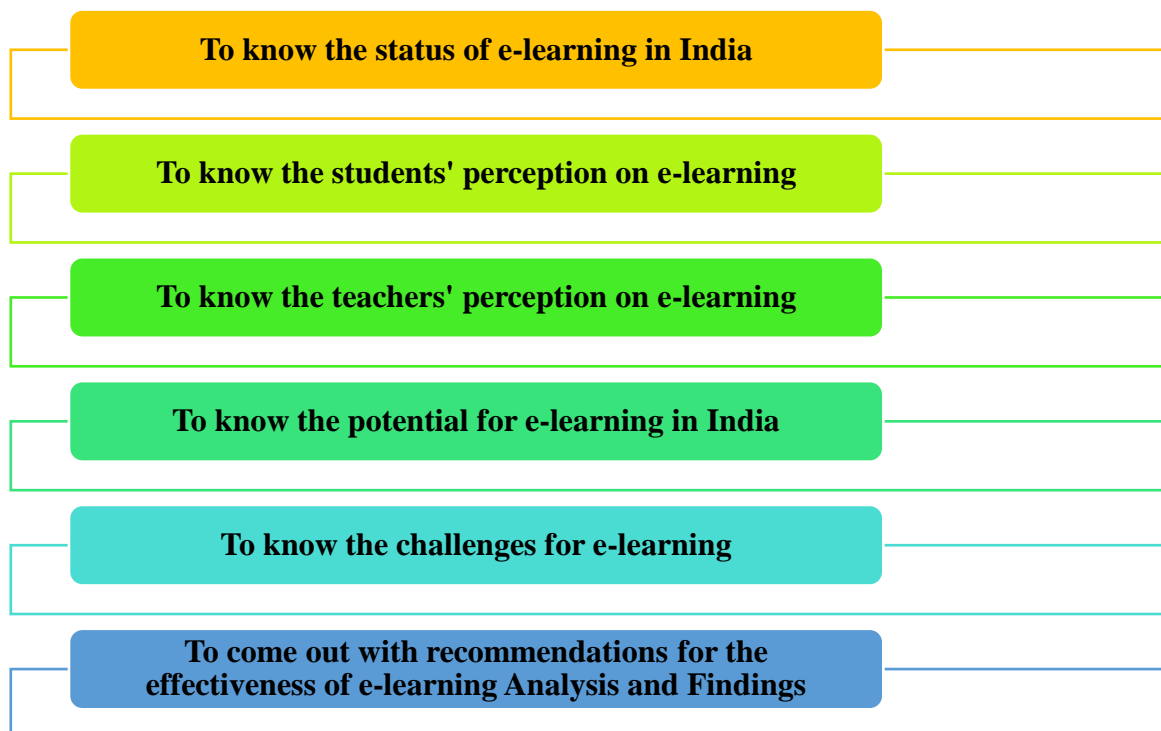 To know the status of e-learning in India
To know the students' perception on e-learning
To know the teachers' perception on e-learning
To know the potential for e-learning in India
To know the challenges for e-learning
To come out with recommendations for the
effectiveness of e-learning Analysis and Findings